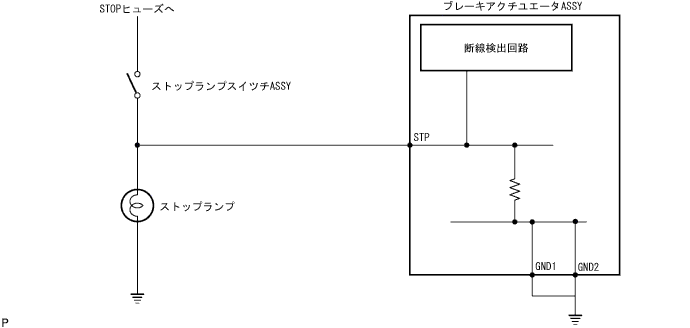 ブレーキアクチュエータASSY
STOPヒューズへ
断線検出回路
ストップランプスイツチASSY
STP
ストップランプ
GND1
GND2
P